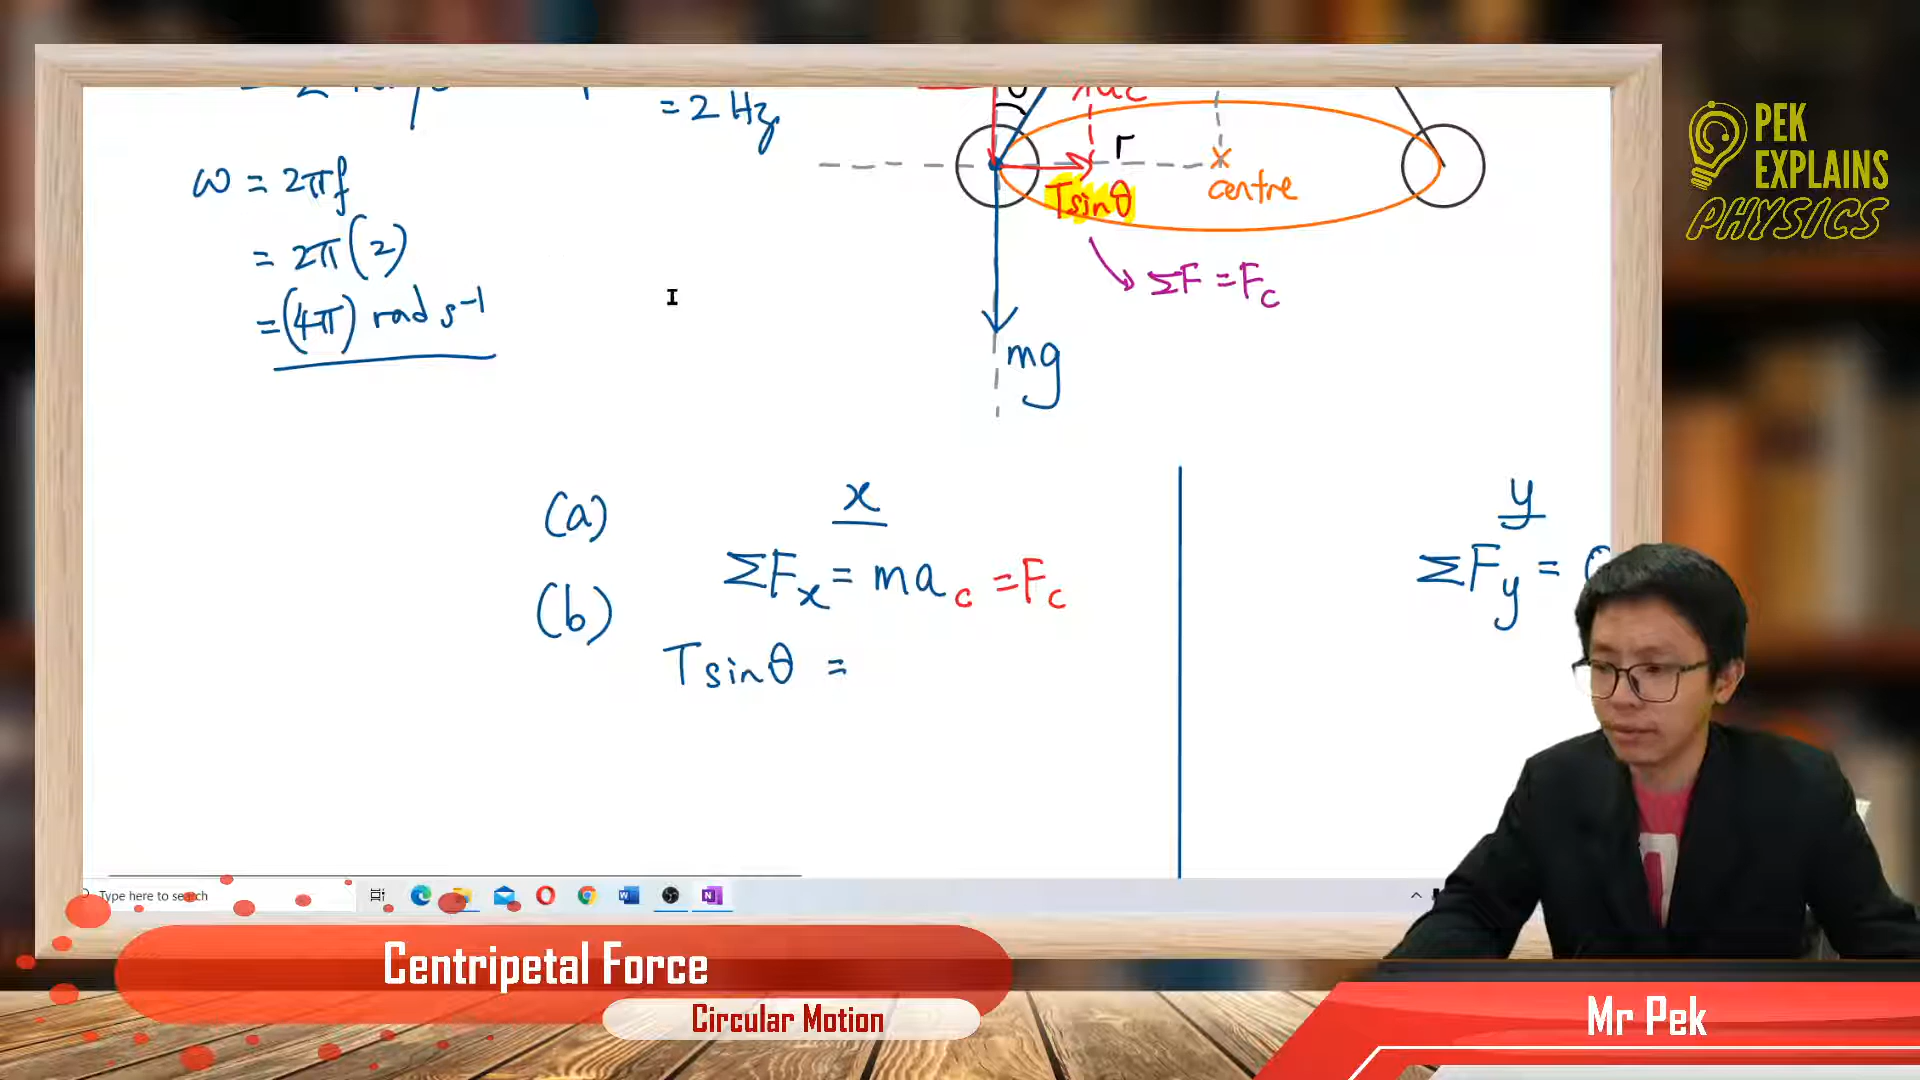 = 2 Hz
ω = 2πf
= 2π(2)
= (4π) rad s⁻¹
θ
ac
r
Tsinθ
centre
ΣF = Fc
mg
(a)
x
ΣFx = mac = Fc
(b)
Tsinθ =
y
ΣFy =
PEK
EXPLAINS
PHYSICS
Type here to search
Centripetal Force
Circular Motion
Mr Pek